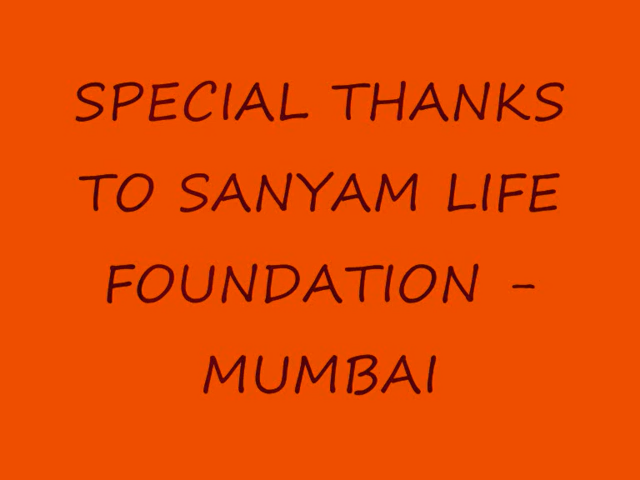 SPECIAL THANKS
TO SANYAM LIFE
FOUNDATION -
MUMBAI